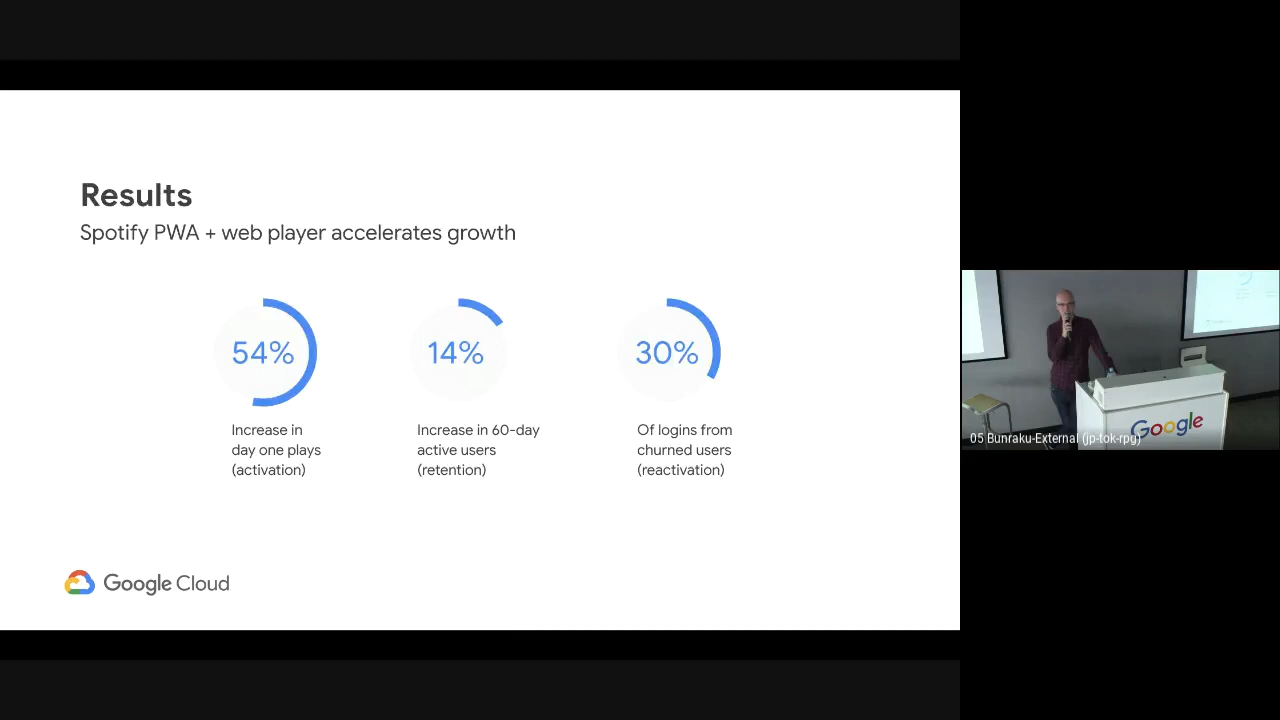 Results
Spotify PWA + web player accelerates growth
54%
14%
30%
Increase in
day one plays
(activation)
Increase in 60-day
active users
(retention)
Of logins from
churned users
(reactivation)
Google Cloud
Google
05 Bunraku-External (jp-tok-rpg)